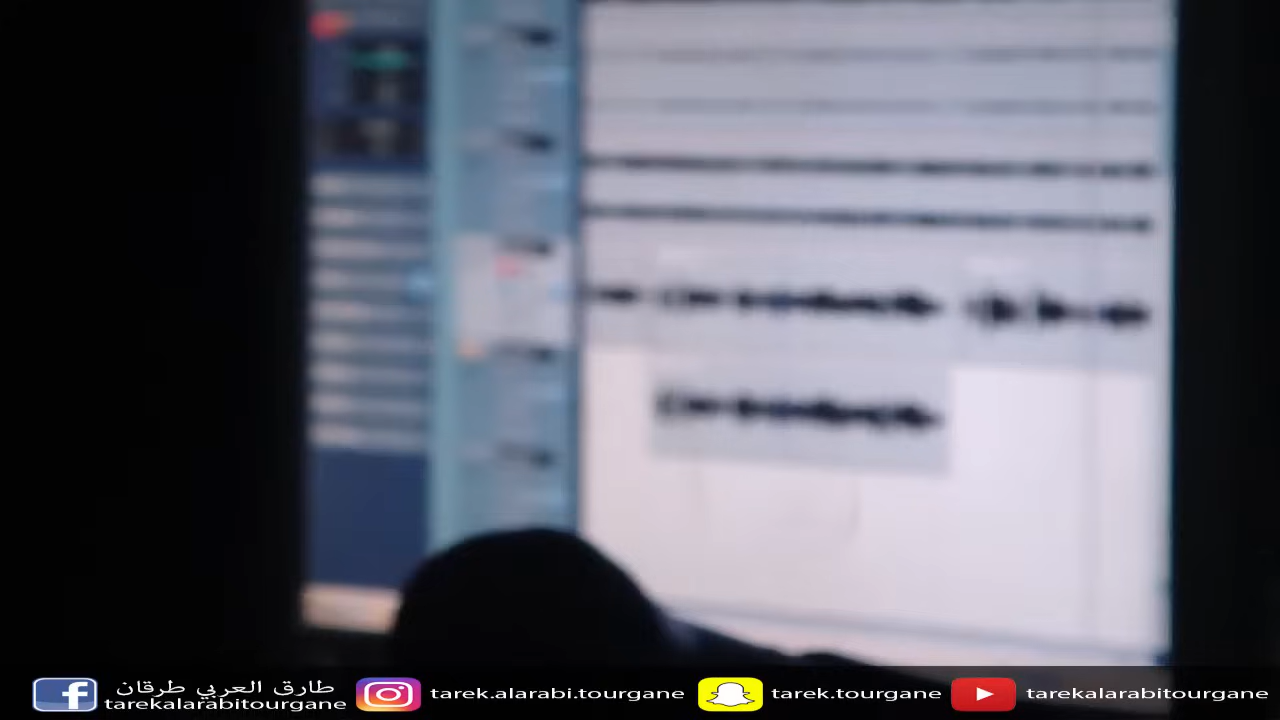 طارق العربي طرقان
tarekalarabitourgane
tarek.alarabi.tourgane
tarek.tourgane
tarekalarabitourgane